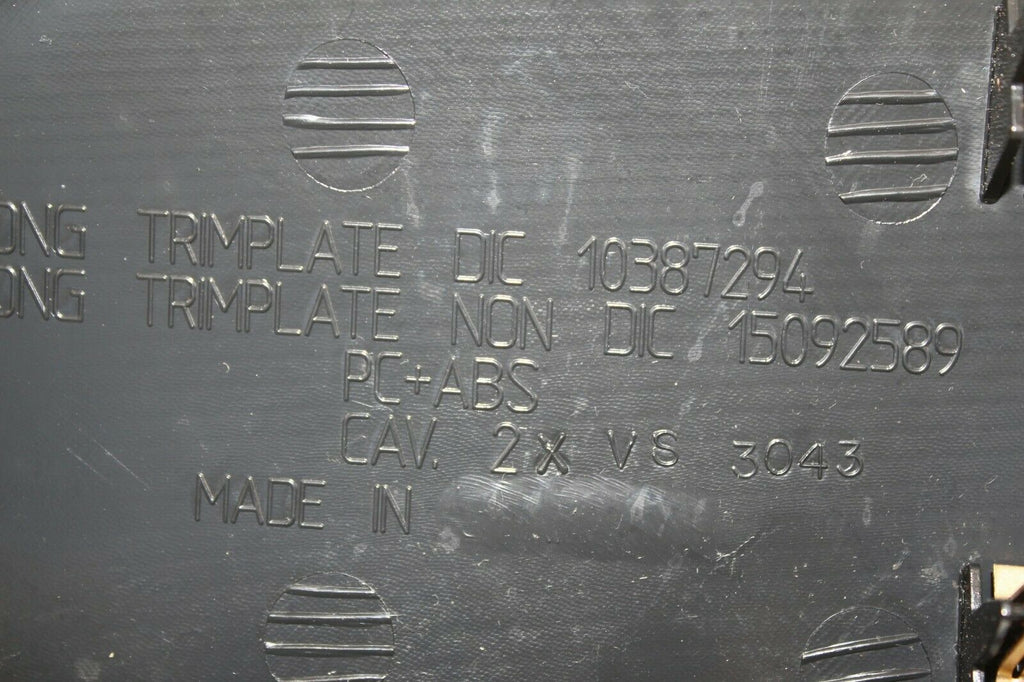 ONG TRIMPLATE DIC 10387294
ONG TRIMPLATE NON DIC 15092589
PC+ABS
CAV. 2X VS 3043
MADE IN